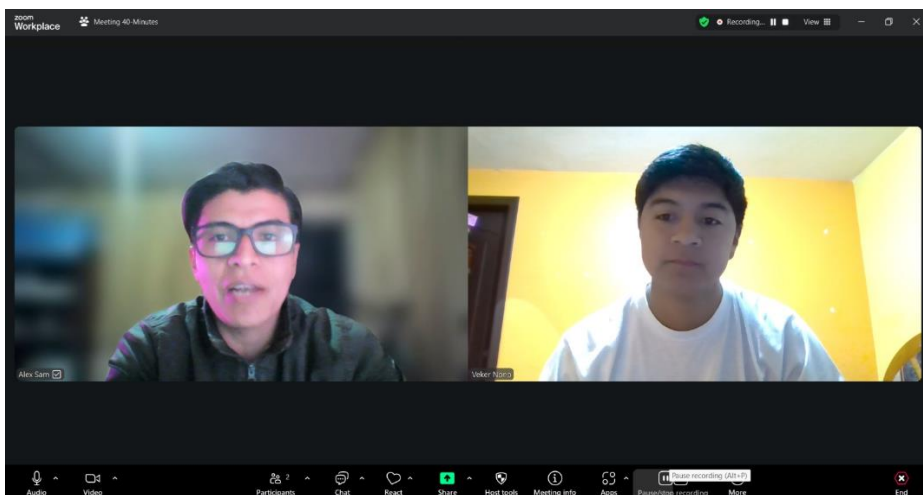 zoom
Workplace Meeting 40-Minutes Recording... View
Alex Sam Veker Nono
2 Pause recording (Alt+P)
Audio Video Participants Chat React Share Host tools Meeting info Apps Pause/stop recording More End